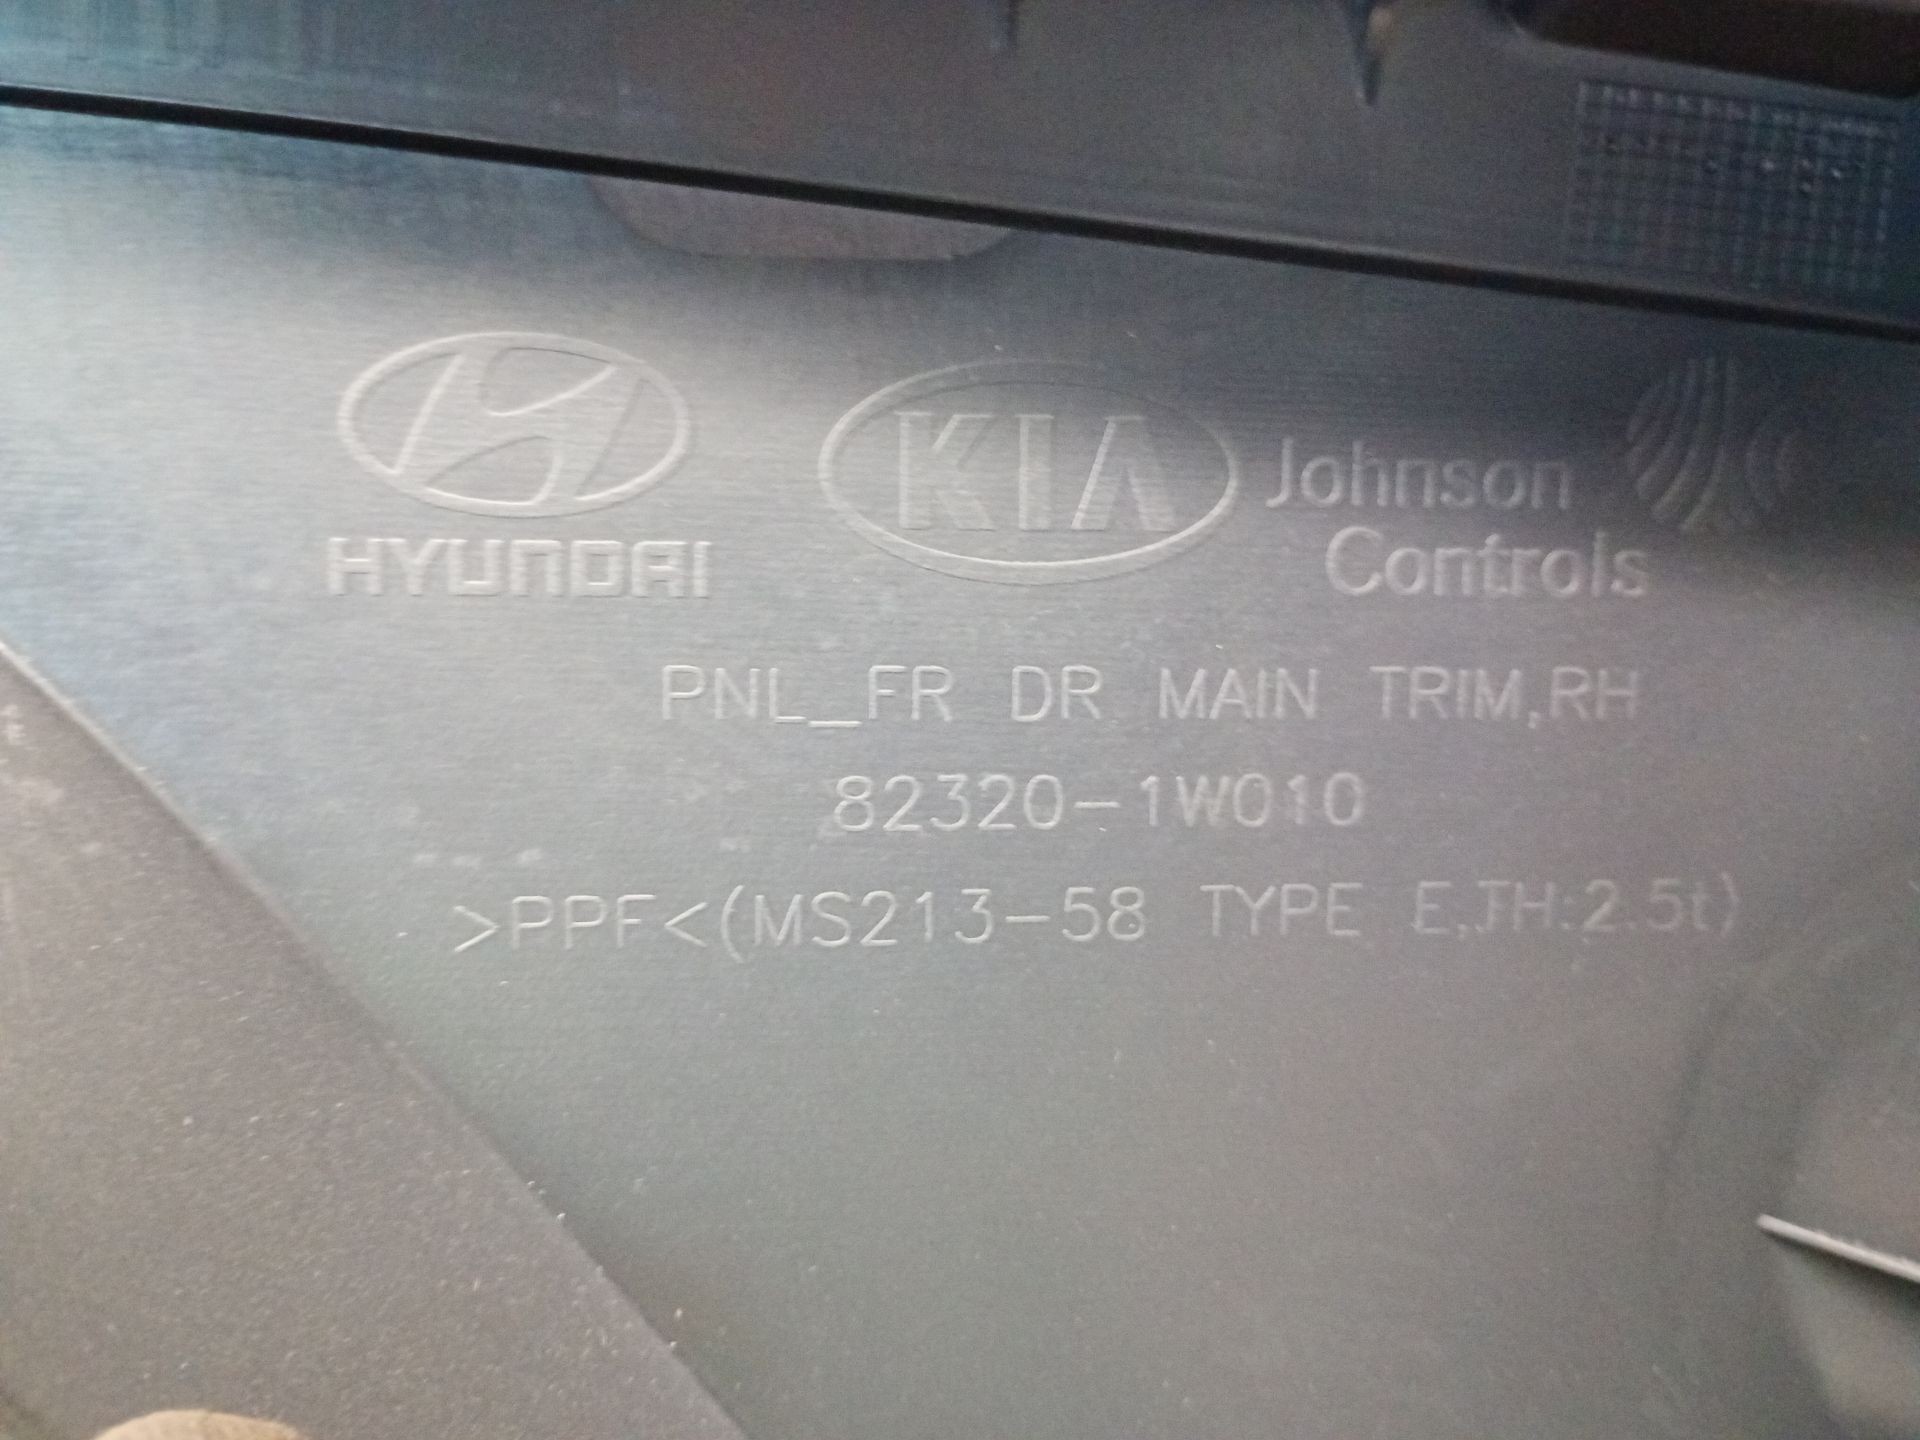 HYUNDAI
KIA
Johnson
Controls
PNL_FR DR MAIN TRIM,RH
82320-1W010
>PPF<(MS213-58 TYPE E,TH:2.5t)